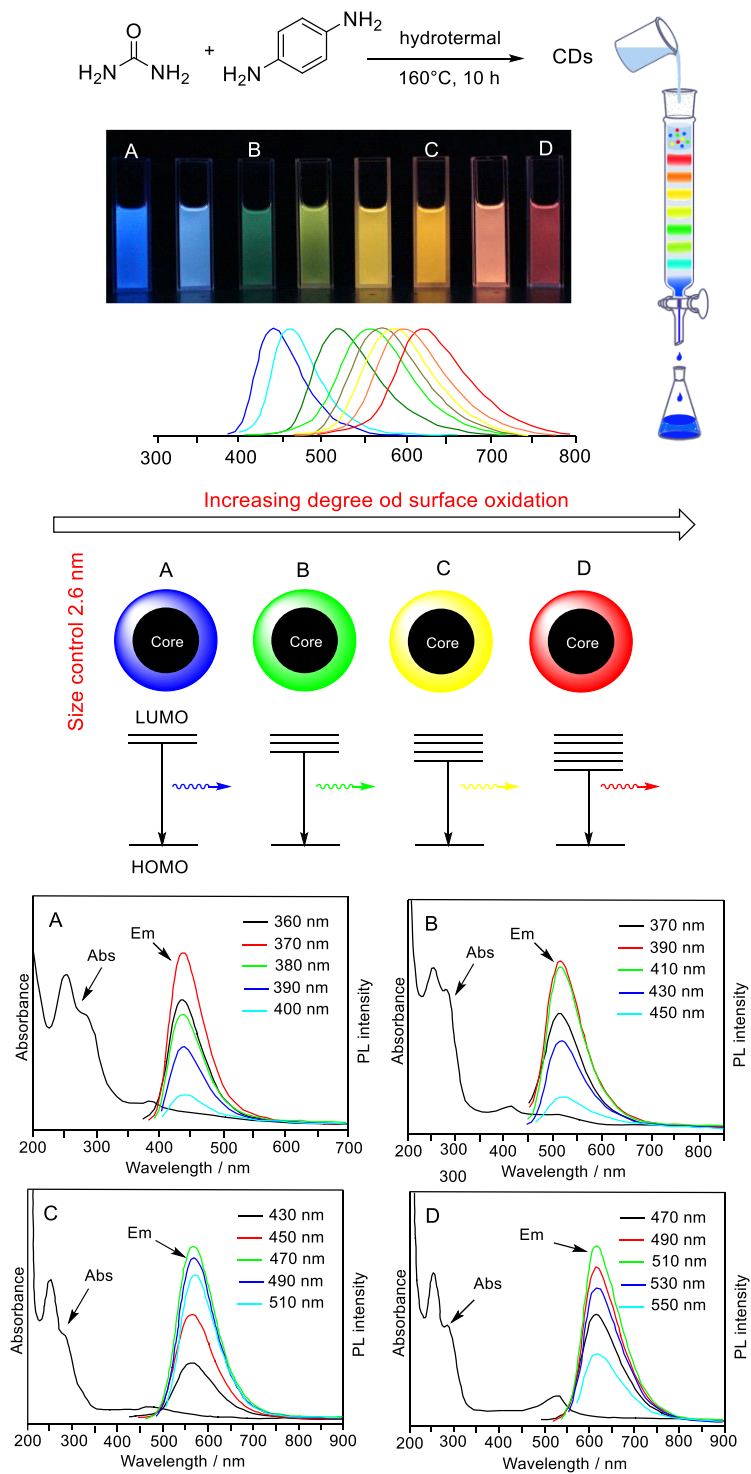 O
H₂N NH₂ + H₂N NH₂ hydrotermal CDs
160°C, 10 h
A B C D
300 400 500 600 700 800
Increasing degree od surface oxidation
Size control 2.6 nm
A B C D
Core Core Core Core
LUMO
HOMO
A
Abs
Em
360 nm
370 nm
380 nm
390 nm
400 nm
Absorbance
PL intensity
200 300 400 500 600 700
Wavelength / nm
B
Abs
Em
370 nm
390 nm
410 nm
430 nm
450 nm
Absorbance
PL intensity
200 300 400 500 600 700 800
Wavelength / nm
300
C
Abs
Em
430 nm
450 nm
470 nm
490 nm
510 nm
Absorbance
PL intensity
200 300 400 500 600 700 800 900
Wavelength / nm
D
Abs
Em
470 nm
490 nm
510 nm
530 nm
550 nm
Absorbance
PL intensity
200 300 400 500 600 700 800 900
Wavelength / nm